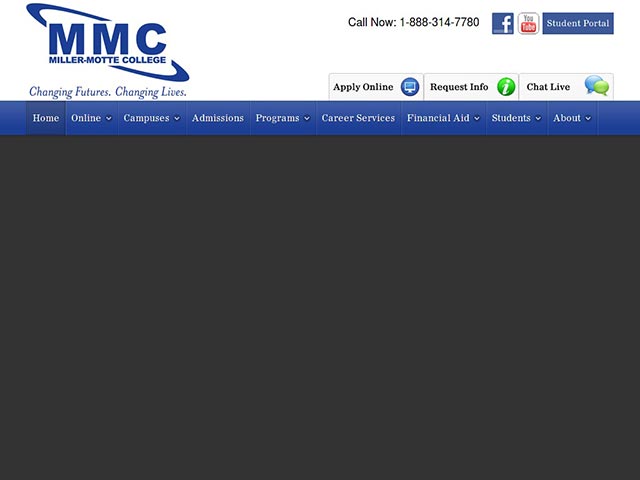 MMC
MILLER-MOTTE COLLEGE
Changing Futures. Changing Lives.
Call Now: 1-888-314-7780
f
You Tube
Student Portal
Apply Online
Request Info
i
Chat Live
Home Online Campuses Admissions Programs Career Services Financial Aid Students About